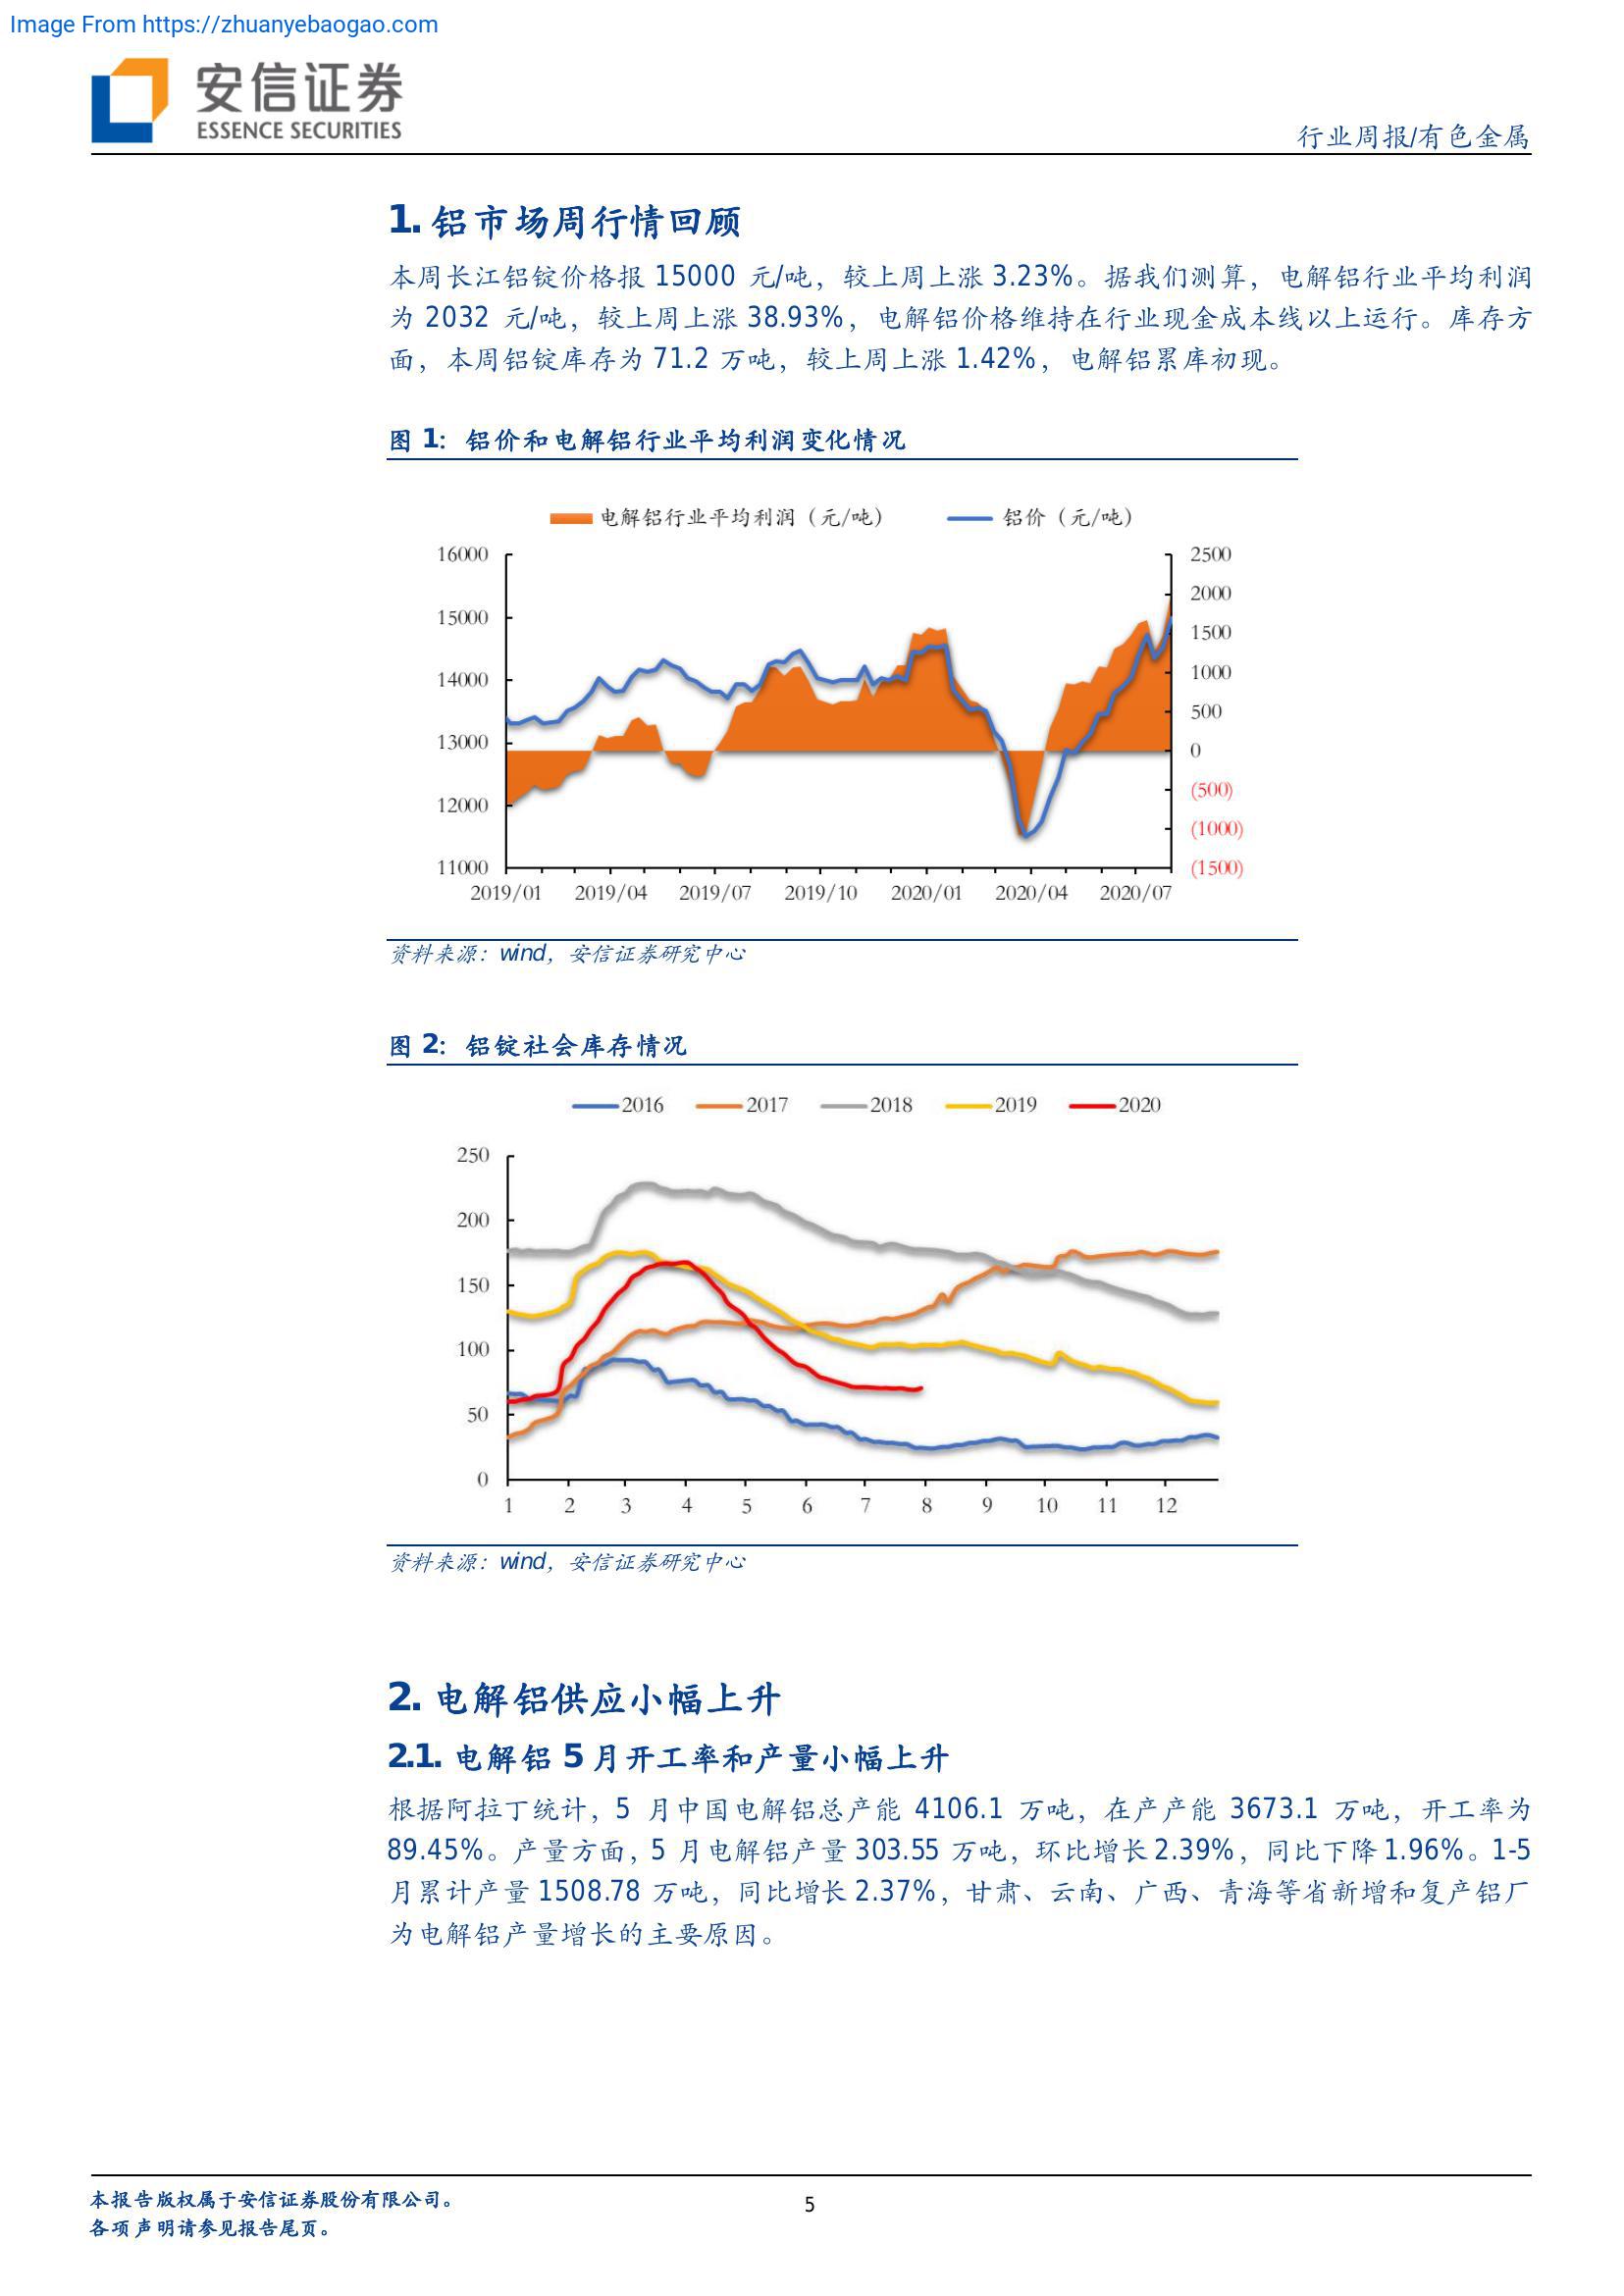 Image From https://zhuanyebaogao.com
安信证券
ESSENCE SECURITIES
行业周报/有色金属
1. 铝市场周行情回顾
本周长江铝锭价格报 15000 元/吨，较上周上涨 3.23%。据我们测算，电解铝行业平均利润
为 2032 元/吨，较上周上涨 38.93%，电解铝价格维持在行业现金成本线以上运行。库存方
面，本周铝锭库存为 71.2 万吨，较上周上涨 1.42%，电解铝累库初现。
图 1：铝价和电解铝行业平均利润变化情况
电解铝行业平均利润（元/吨） 铝价（元/吨）
16000 2500
2000
15000
1500
14000 1000
500
13000 0
(500)
12000
(1000)
11000 (1500)
2019/01 2019/04 2019/07 2019/10 2020/01 2020/04 2020/07
资料来源：wind，安信证券研究中心
图 2：铝锭社会库存情况
2016 2017 2018 2019 2020
250
200
150
100
50
0
1 2 3 4 5 6 7 8 9 10 11 12
资料来源：wind，安信证券研究中心
2. 电解铝供应小幅上升
2.1. 电解铝 5 月开工率和产量小幅上升
根据阿拉丁统计，5 月中国电解铝总产能 4106.1 万吨，在产产能 3673.1 万吨，开工率为
89.45%。产量方面，5 月电解铝产量 303.55 万吨，环比增长 2.39%，同比下降 1.96%。1-5
月累计产量 1508.78 万吨，同比增长 2.37%，甘肃、云南、广西、青海等省新增和复产铝厂
为电解铝产量增长的主要原因。
本报告版权属于安信证券股份有限公司。
各项声明请参见报告尾页。
5